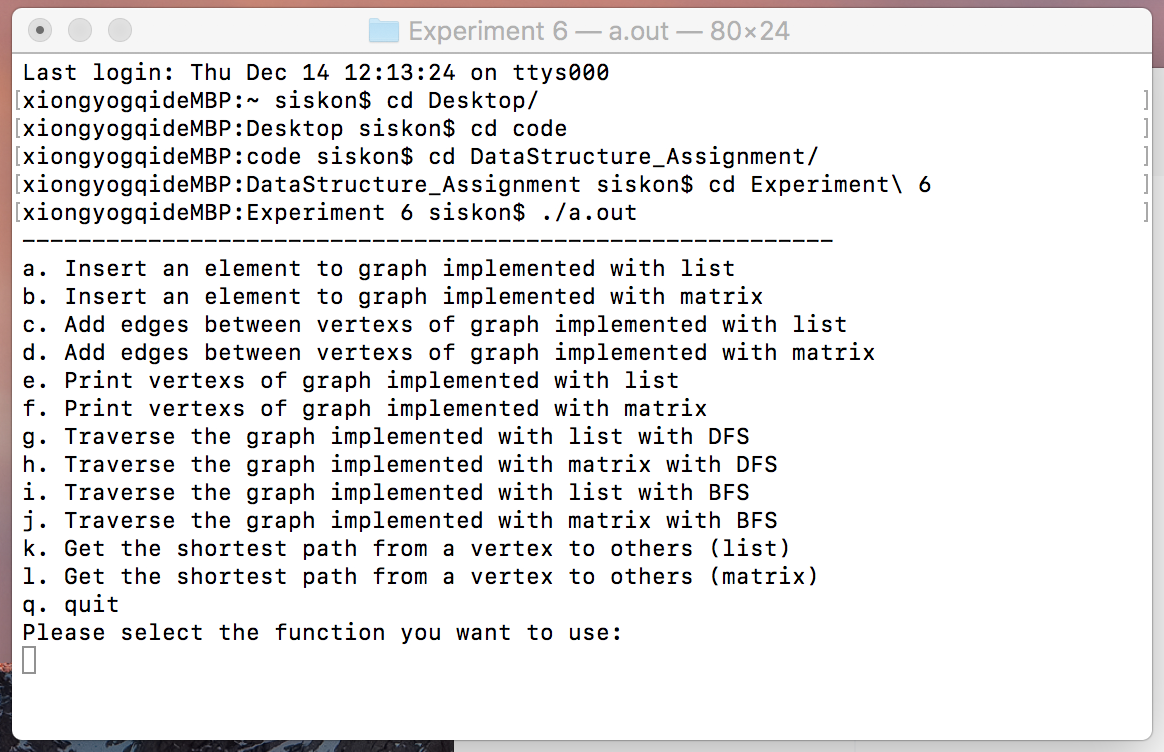 Experiment 6 — a.out — 80×24
Last login: Thu Dec 14 12:13:24 on ttys000
[xiongyogqideMBP:~ siskon$ cd Desktop/ ]
[xiongyogqideMBP:Desktop siskon$ cd code ]
[xiongyogqideMBP:code siskon$ cd DataStructure_Assignment/ ]
[xiongyogqideMBP:DataStructure_Assignment siskon$ cd Experiment\ 6 ]
[xiongyogqideMBP:Experiment 6 siskon$ ./a.out ]
----------------------------------------------------------
a. Insert an element to graph implemented with list
b. Insert an element to graph implemented with matrix
c. Add edges between vertexs of graph implemented with list
d. Add edges between vertexs of graph implemented with matrix
e. Print vertexs of graph implemented with list
f. Print vertexs of graph implemented with matrix
g. Traverse the graph implemented with list with DFS
h. Traverse the graph implemented with matrix with DFS
i. Traverse the graph implemented with list with BFS
j. Traverse the graph implemented with matrix with BFS
k. Get the shortest path from a vertex to others (list)
l. Get the shortest path from a vertex to others (matrix)
q. quit
Please select the function you want to use: